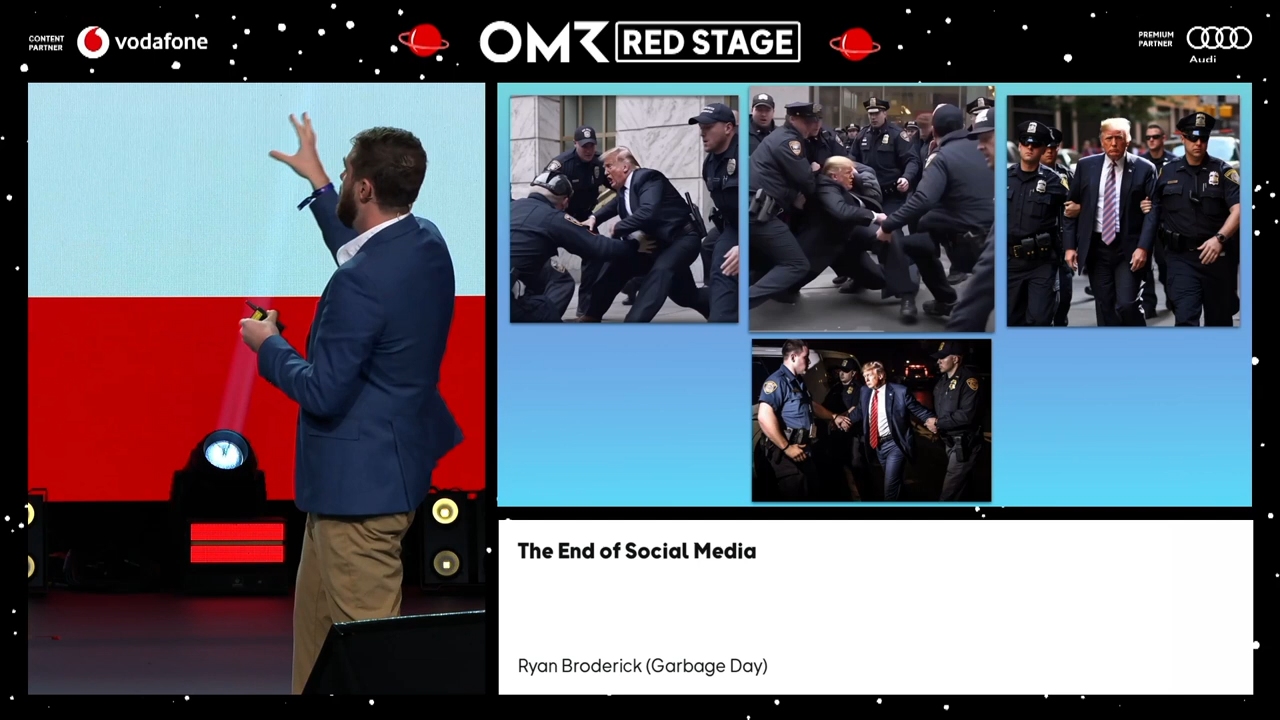 CONTENT
PARTNER
vodafone
OMR RED STAGE
PREMIUM
PARTNER
Audi
The End of Social Media
Ryan Broderick (Garbage Day)